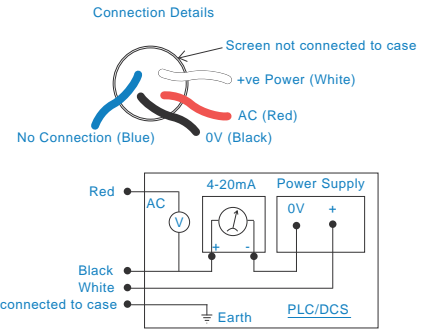 Connection Details
Screen not connected to case
+ve Power (White)
AC (Red)
No Connection (Blue)
0V (Black)
4-20mA
Power Supply
Red
AC
0V
+
V
+
-
Black
White
connected to case
Earth
PLC/DCS